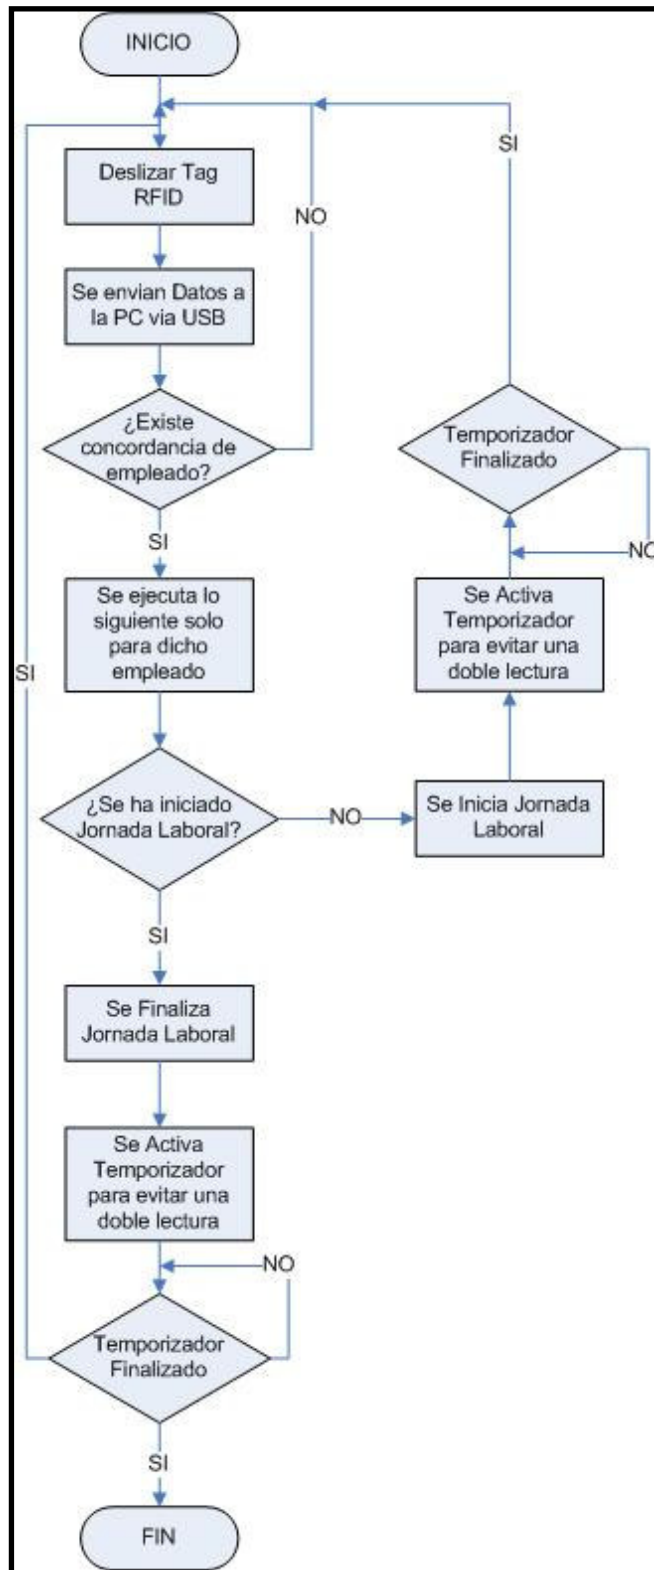 INICIO
SI
Deslizar Tag
RFID
NO
Se envian Datos a
la PC via USB
¿Existe
concordancia de
empleado?
Temporizador
Finalizado
SI
NO
Se ejecuta lo
siguiente solo
para dicho
empleado
Se Activa
Temporizador
para evitar una
doble lectura
SI
¿Se ha iniciado
Jornada Laboral?
NO
Se Inicia Jornada
Laboral
SI
Se Finaliza
Jornada Laboral
Se Activa
Temporizador
para evitar una
doble lectura
NO
Temporizador
Finalizado
SI
FIN